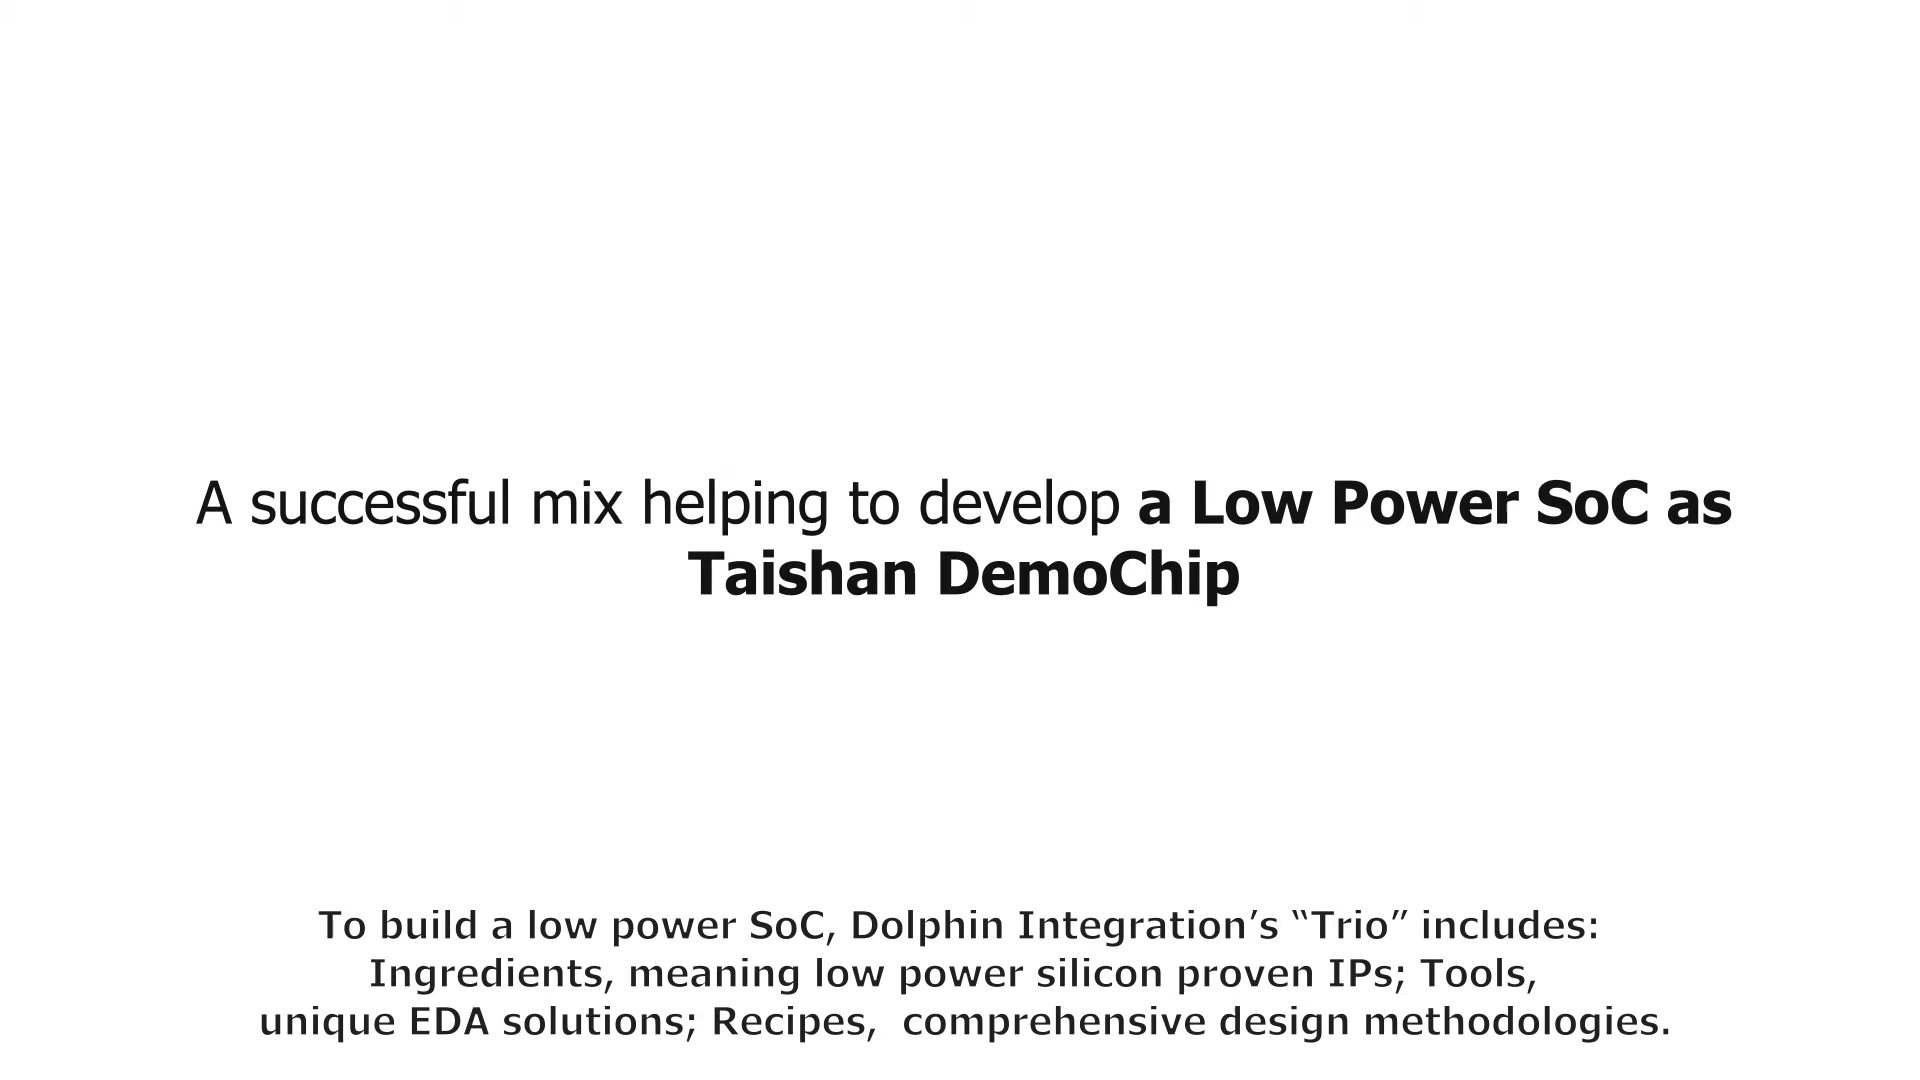 A successful mix helping to develop a Low Power SoC as
Taishan DemoChip
To build a low power SoC, Dolphin Integration’s “Trio” includes:
Ingredients, meaning low power silicon proven IPs; Tools,
unique EDA solutions; Recipes,  comprehensive design methodologies.